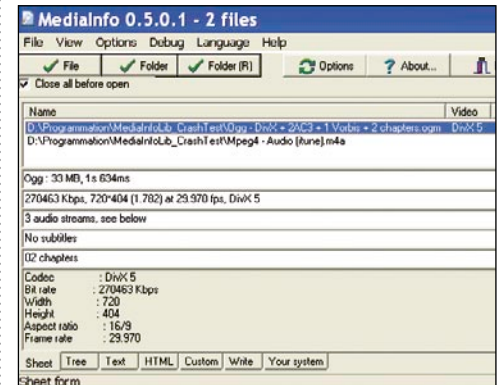 MediaInfo 0.5.0.1 - 2 files
File View Options Debug Language Help
File Folder Folder (R) Options About...
Close all before open
Name Video
D:\Programmation\MediaInfoLib_CrashTest\Ogg - DivX + 2AC3 + 1 Vorbis + 2 chapters.ogm DivX 5
D:\Programmation\MediaInfoLib_CrashTest\Mpeg4 - Audio (itune).m4a
Ogg : 33 MB, 1s 634ms
270463 Kbps, 720*404 (1.782) at 29.970 fps, DivX 5
3 audio streams, see below
No subtitles
02 chapters
Codec : DivX 5
Bit rate : 270463 Kbps
Width : 720
Height : 404
Aspect ratio : 16/9
Frame rate : 29.970
Sheet Tree Text HTML Custom Write Your system
Sheet form